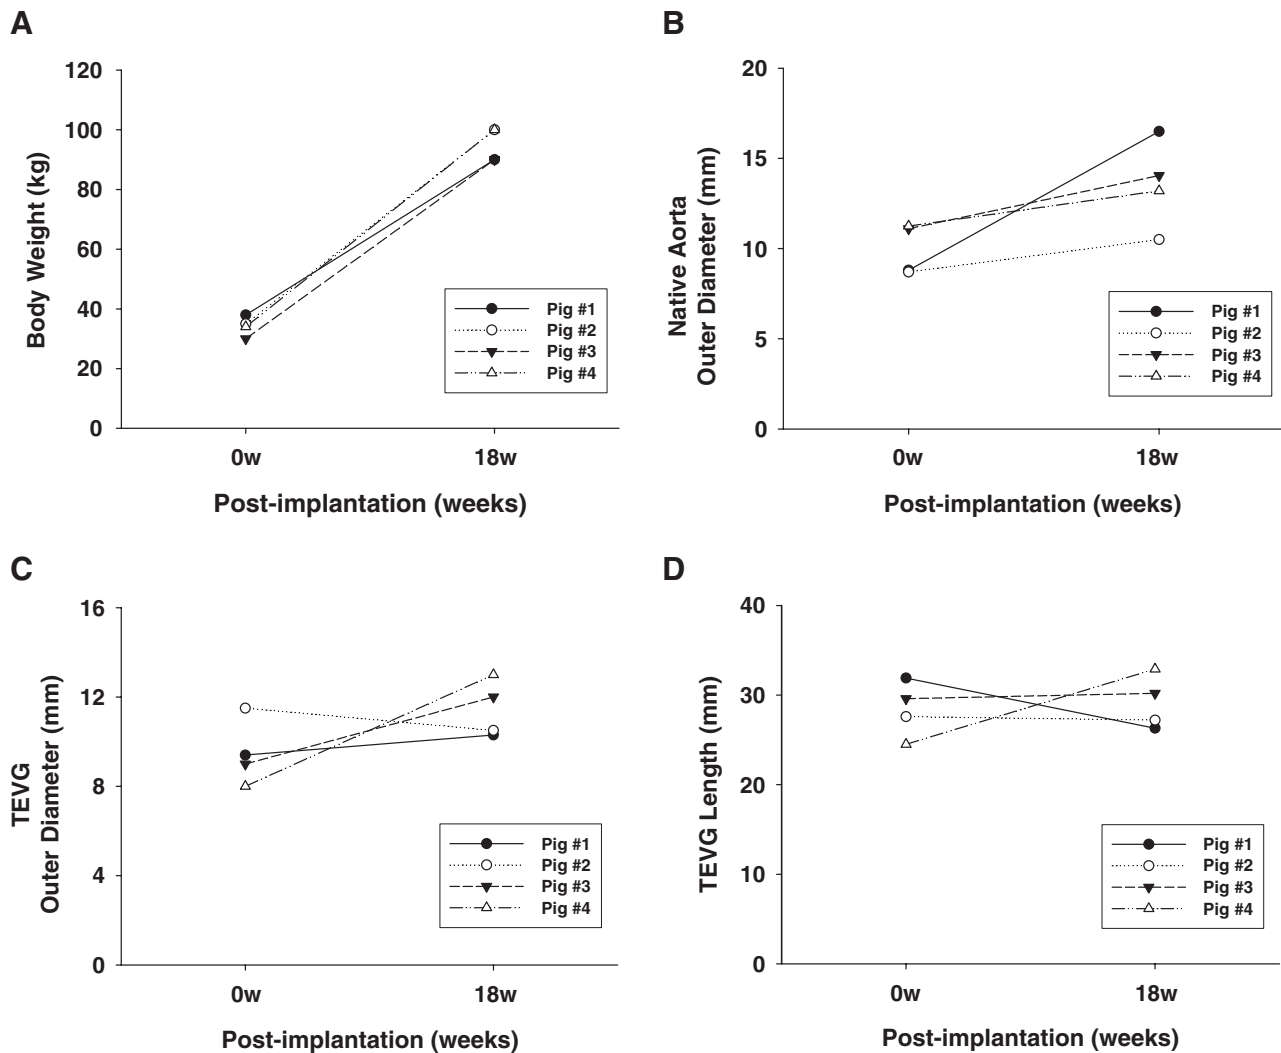 A
120
100
80
60
40
20
0
Body Weight (kg)
Pig #1
Pig #2
Pig #3
Pig #4
0w
18w
Post-implantation (weeks)
B
20
15
10
5
0
Native Aorta
Outer Diameter (mm)
Pig #1
Pig #2
Pig #3
Pig #4
0w
18w
Post-implantation (weeks)
C
16
12
8
4
0
TEVG
Outer Diameter (mm)
Pig #1
Pig #2
Pig #3
Pig #4
0w
18w
Post-implantation (weeks)
D
40
30
20
10
0
TEVG Length (mm)
Pig #1
Pig #2
Pig #3
Pig #4
0w
18w
Post-implantation (weeks)